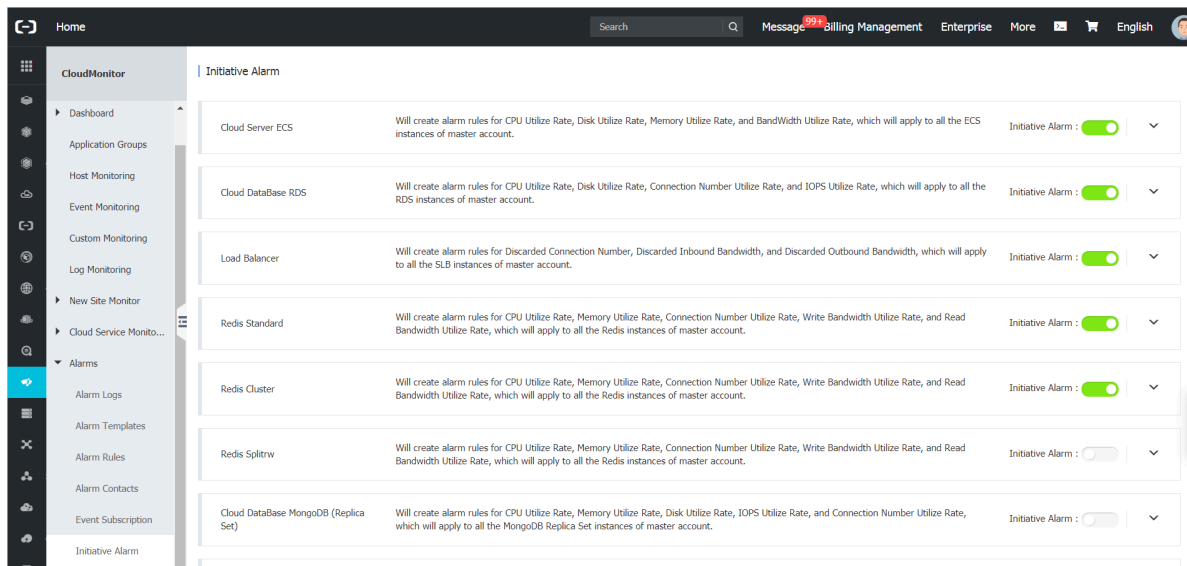 Home
Search
Message
99+
Billing Management
Enterprise
More
English
CloudMonitor
Dashboard
Application Groups
Host Monitoring
Event Monitoring
Custom Monitoring
Log Monitoring
New Site Monitor
Cloud Service Monito...
Alarms
Alarm Logs
Alarm Templates
Alarm Rules
Alarm Contacts
Event Subscription
Initiative Alarm
Initiative Alarm
Cloud Server ECS
Will create alarm rules for CPU Utilize Rate, Disk Utilize Rate, Memory Utilize Rate, and BandWidth Utilize Rate, which will apply to all the ECS
instances of master account.
Initiative Alarm :
Cloud DataBase RDS
Will create alarm rules for CPU Utilize Rate, Disk Utilize Rate, Connection Number Utilize Rate, and IOPS Utilize Rate, which will apply to all the
RDS instances of master account.
Initiative Alarm :
Load Balancer
Will create alarm rules for Discarded Connection Number, Discarded Inbound Bandwidth, and Discarded Outbound Bandwidth, which will apply
to all the SLB instances of master account.
Initiative Alarm :
Redis Standard
Will create alarm rules for CPU Utilize Rate, Memory Utilize Rate, Connection Number Utilize Rate, Write Bandwidth Utilize Rate, and Read
Bandwidth Utilize Rate, which will apply to all the Redis instances of master account.
Initiative Alarm :
Redis Cluster
Will create alarm rules for CPU Utilize Rate, Memory Utilize Rate, Connection Number Utilize Rate, Write Bandwidth Utilize Rate, and Read
Bandwidth Utilize Rate, which will apply to all the Redis instances of master account.
Initiative Alarm :
Redis Splitrw
Will create alarm rules for CPU Utilize Rate, Memory Utilize Rate, Connection Number Utilize Rate, Write Bandwidth Utilize Rate, and Read
Bandwidth Utilize Rate, which will apply to all the Redis instances of master account.
Initiative Alarm :
Cloud DataBase MongoDB (Replica
Set)
Will create alarm rules for CPU Utilize Rate, Memory Utilize Rate, Disk Utilize Rate, IOPS Utilize Rate, and Connection Number Utilize Rate,
which will apply to all the MongoDB Replica Set instances of master account.
Initiative Alarm :